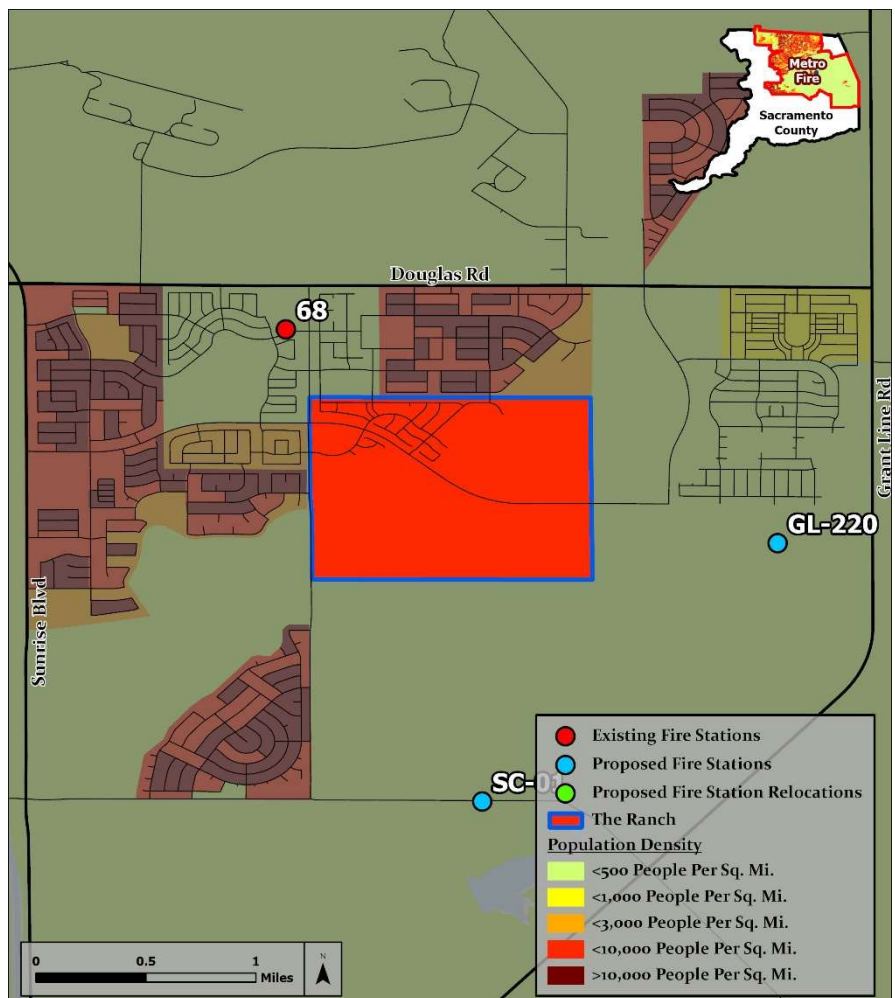 Metro
Fire
Sacramento
County
Douglas Rd
68
Grant Line Rd
GL-220
Sunrise Blvd
SC-01
Existing Fire Stations
Proposed Fire Stations
Proposed Fire Station Relocations
The Ranch
Population Density
<500 People Per Sq. Mi.
<1,000 People Per Sq. Mi.
<3,000 People Per Sq. Mi.
<10,000 People Per Sq. Mi.
>10,000 People Per Sq. Mi.
0 0.5 1
Miles
N